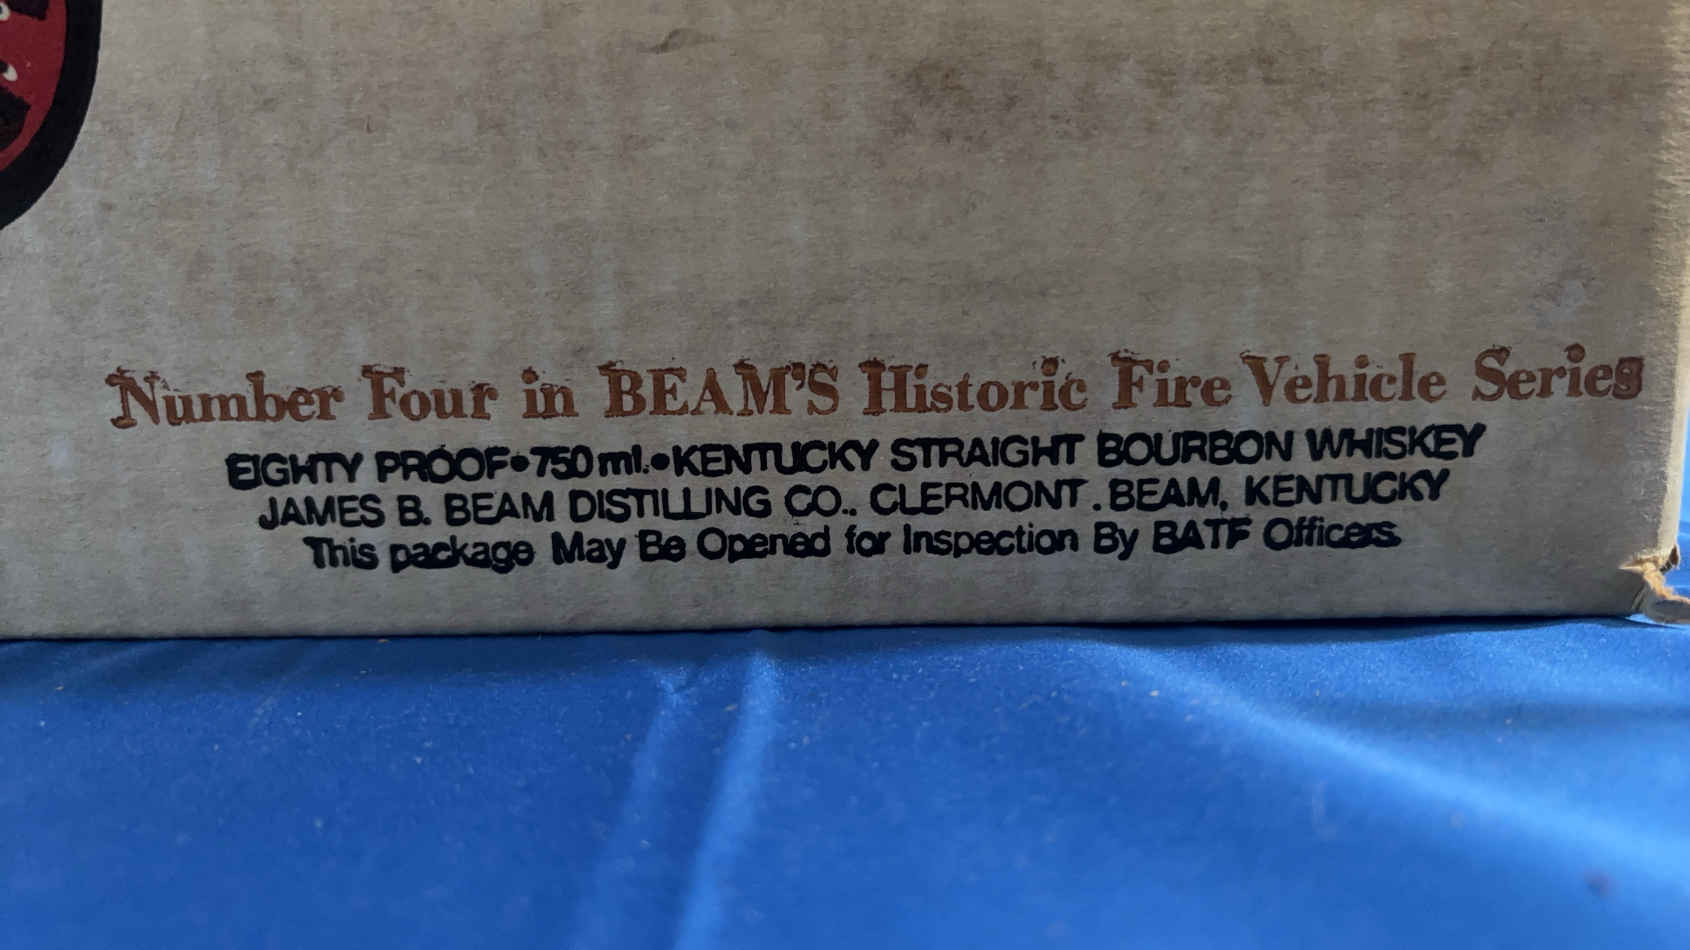 Number Four in BEAM'S Historic Fire Vehicle Series
EIGHTY PROOF•750 ml.•KENTUCKY STRAIGHT BOURBON WHISKEY
JAMES B. BEAM DISTILLING CO., CLERMONT . BEAM, KENTUCKY
This package May Be Opened for Inspection By BATF Officers